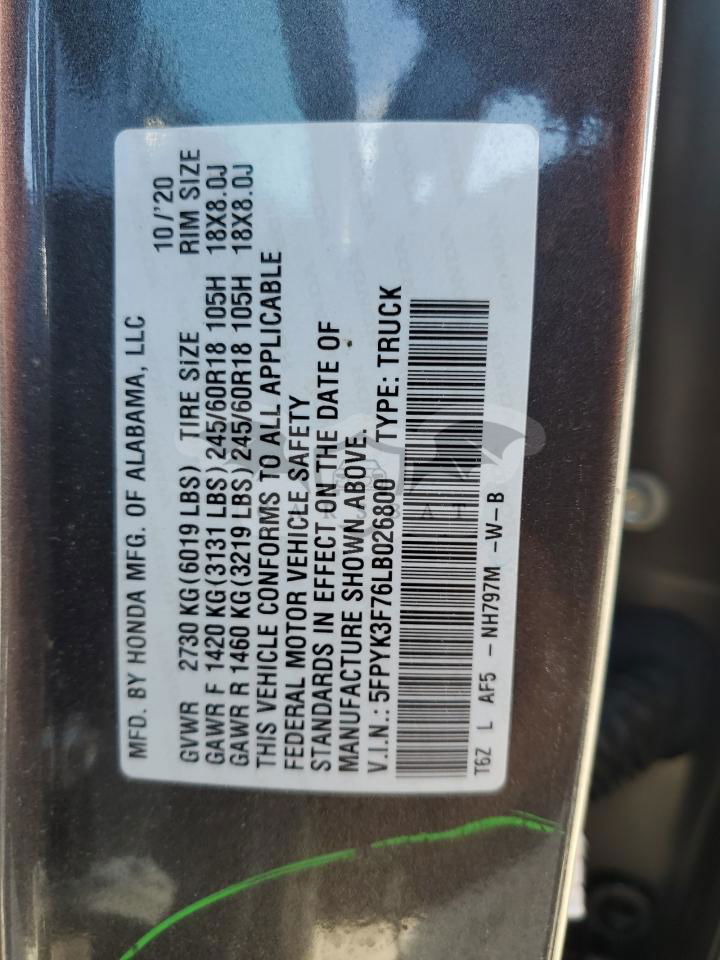 MFD. BY HONDA MFG. OF ALABAMA, LLC 10/'20
GVWR 2730 KG(6019 LBS) TIRE SIZE RIM SIZE
GAWR F 1420 KG(3131 LBS)245/60R18 105H 18X8.0J
GAWR R 1460 KG(3219 LBS)245/60R18 105H 18X8.0J
THIS VEHICLE CONFORMS TO ALL APPLICABLE
FEDERAL MOTOR VEHICLE SAFETY
STANDARDS IN EFFECT ON THE DATE OF
MANUFACTURE SHOWN ABOVE.
V.I.N.: 5FPYK3F76LB026800 TYPE: TRUCK
T6Z L AF5 -NH797M -W-B